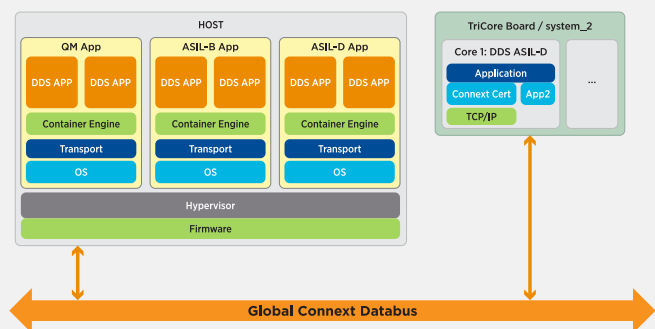 HOST
QM App
DDS APP
DDS APP
Container Engine
Transport
OS
ASIL-B App
DDS APP
DDS APP
Container Engine
Transport
OS
ASIL-D App
DDS APP
DDS APP
Container Engine
Transport
OS
Hypervisor
Firmware
TriCore Board / system_2
Core 1: DDS ASIL-D
Application
Connext Cert
App2
TCP/IP
...
Global Connext Databus